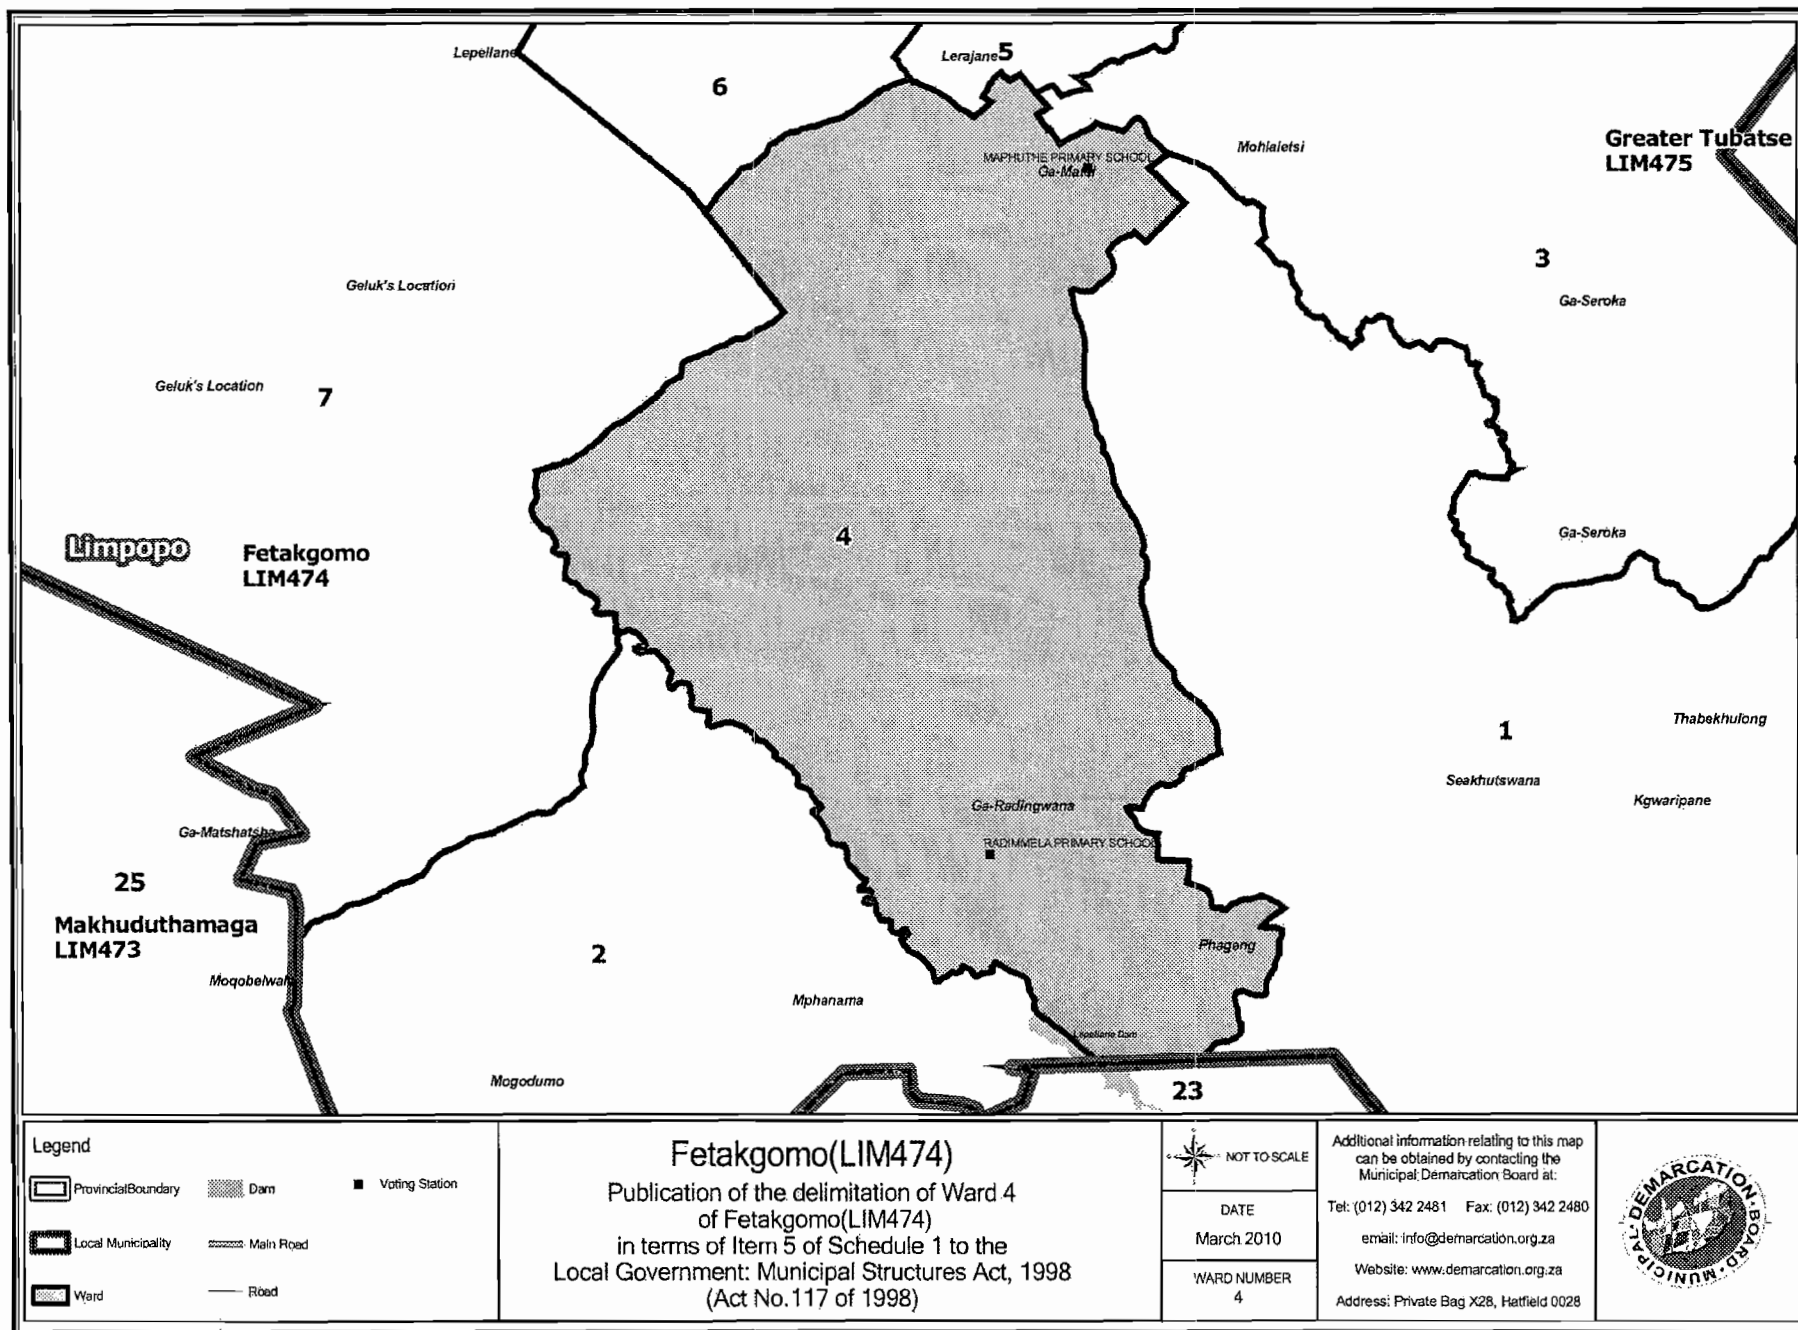 Lepellane
6
Lerajane
5
Mohlaletsi
Greater Tubatse
LIM475
MAPHUTHE PRIMARY SCHOOL
3
Geluk's Location
Ga-Seroka
Geluk's Location
7
4
Ga-Seroka
Limpopo
Fetakgomo
LIM474
1
Thabekhulong
Seakhutswana
Kgwaripane
Ga-Radingwana
Ga-Matshatsha
RADIMMELA PRIMARY SCHOOL
25
Makhuduthamaga
LIM473
2
Phageng
Mphanama
Mogodumo
23
Legend
Provincial Boundary
Dam
Voting Station
Local Municipality
Main Road
Ward
Road
Fetakgomo(LIM474)
Publication of the delimitation of Ward 4
of Fetakgomo(LIM474)
in terms of Item 5 of Schedule 1 to the
Local Government: Municipal Structures Act, 1998
(Act No.117 of 1998)
NOT TO SCALE
DATE
March 2010
WARD NUMBER
4
Additional information relating to this map
can be obtained by contacting the
Municipal Demarcation Board at:
Tel: (012) 342 2481 Fax: (012) 342 2480
email: info@demarcation.org.za
Website: www.demarcation.org.za
Address: Private Bag X28, Hatfield 0028
MUNICIPAL DEMARCATION BOARD